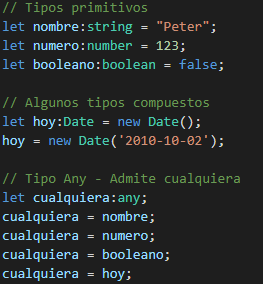 // Tipos primitivos
let nombre:string = "Peter";
let numero:number = 123;
let booleano:boolean = false;

// Algunos tipos compuestos
let hoy:Date = new Date();
hoy = new Date('2010-10-02');

// Tipo Any - Admite cualquiera
let cualquiera:any;
cualquiera = nombre;
cualquiera = numero;
cualquiera = booleano;
cualquiera = hoy;